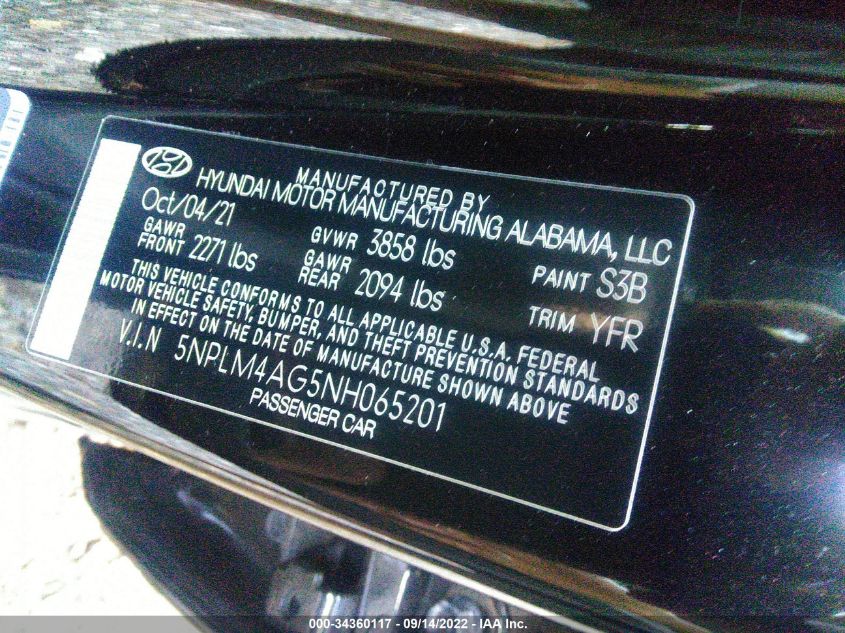 MANUFACTURED BY
HYUNDAI MOTOR MANUFACTURING ALABAMA, LLC
Oct/04/21 GVWR 3858 lbs PAINT S3B
GAWR FRONT 2271 lbs GAWR REAR 2094 lbs TRIM YFR
THIS VEHICLE CONFORMS TO ALL APPLICABLE U.S.A. FEDERAL
MOTOR VEHICLE SAFETY, BUMPER, AND THEFT PREVENTION STANDARDS
IN EFFECT ON THE DATE OF MANUFACTURE SHOWN ABOVE
V.I.N 5NPLM4AG5NH065201
PASSENGER CAR
000-34360117 - 09/14/2022 - IAA Inc.